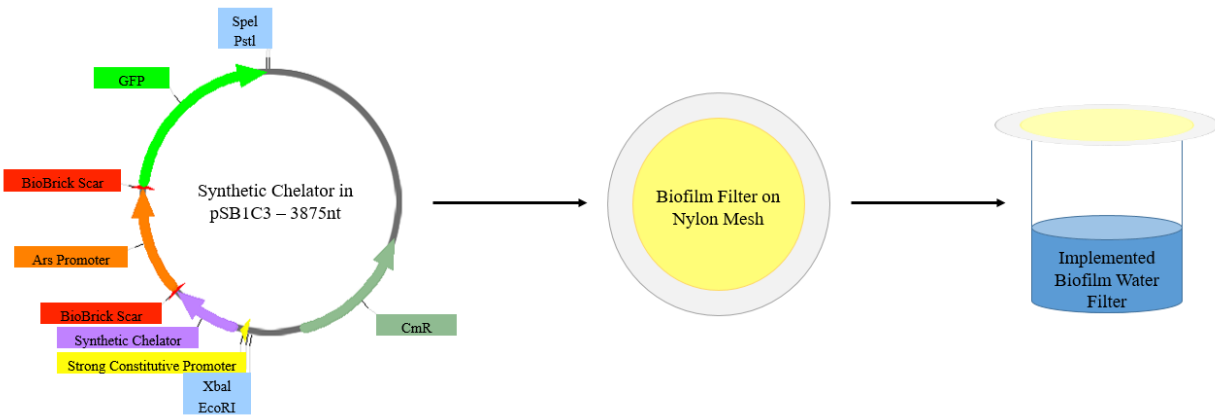 SpeI
PstI
GFP
BioBrick Scar
Synthetic Chelator in
pSB1C3 – 3875nt
Ars Promoter
BioBrick Scar
Synthetic Chelator
Strong Constitutive Promoter
XbaI
EcoRI
CmR
Biofilm Filter on
Nylon Mesh
Implemented
Biofilm Water
Filter